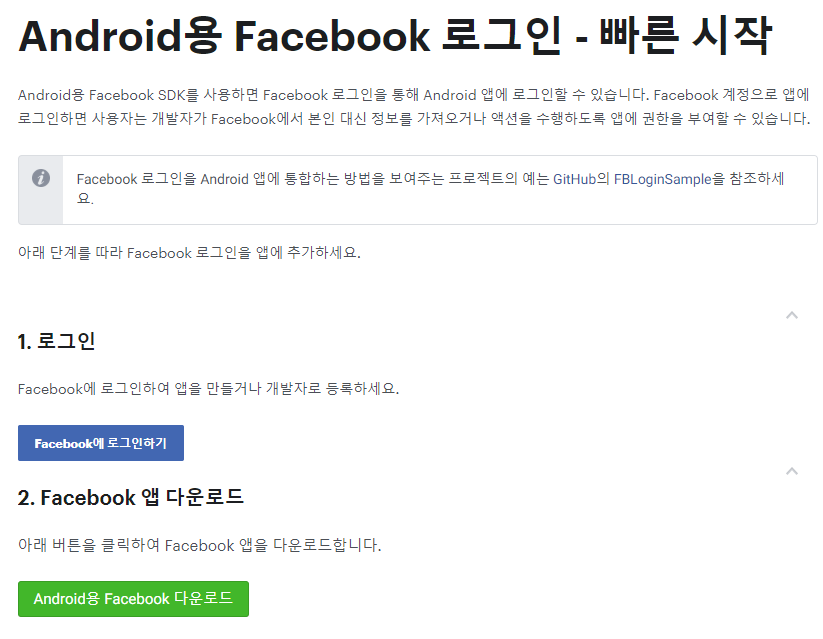 Android용 Facebook 로그인 - 빠른 시작
Android용 Facebook SDK를 사용하면 Facebook 로그인을 통해 Android 앱에 로그인할 수 있습니다. Facebook 계정으로 앱에
로그인하면 사용자는 개발자가 Facebook에서 본인 대신 정보를 가져오거나 액션을 수행하도록 앱에 권한을 부여할 수 있습니다.
Facebook 로그인을 Android 앱에 통합하는 방법을 보여주는 프로젝트의 예는 GitHub의 FBLoginSample을 참조하세
요.
아래 단계를 따라 Facebook 로그인을 앱에 추가하세요.
1. 로그인
Facebook에 로그인하여 앱을 만들거나 개발자로 등록하세요.
Facebook에 로그인하기
2. Facebook 앱 다운로드
아래 버튼을 클릭하여 Facebook 앱을 다운로드합니다.
Android용 Facebook 다운로드